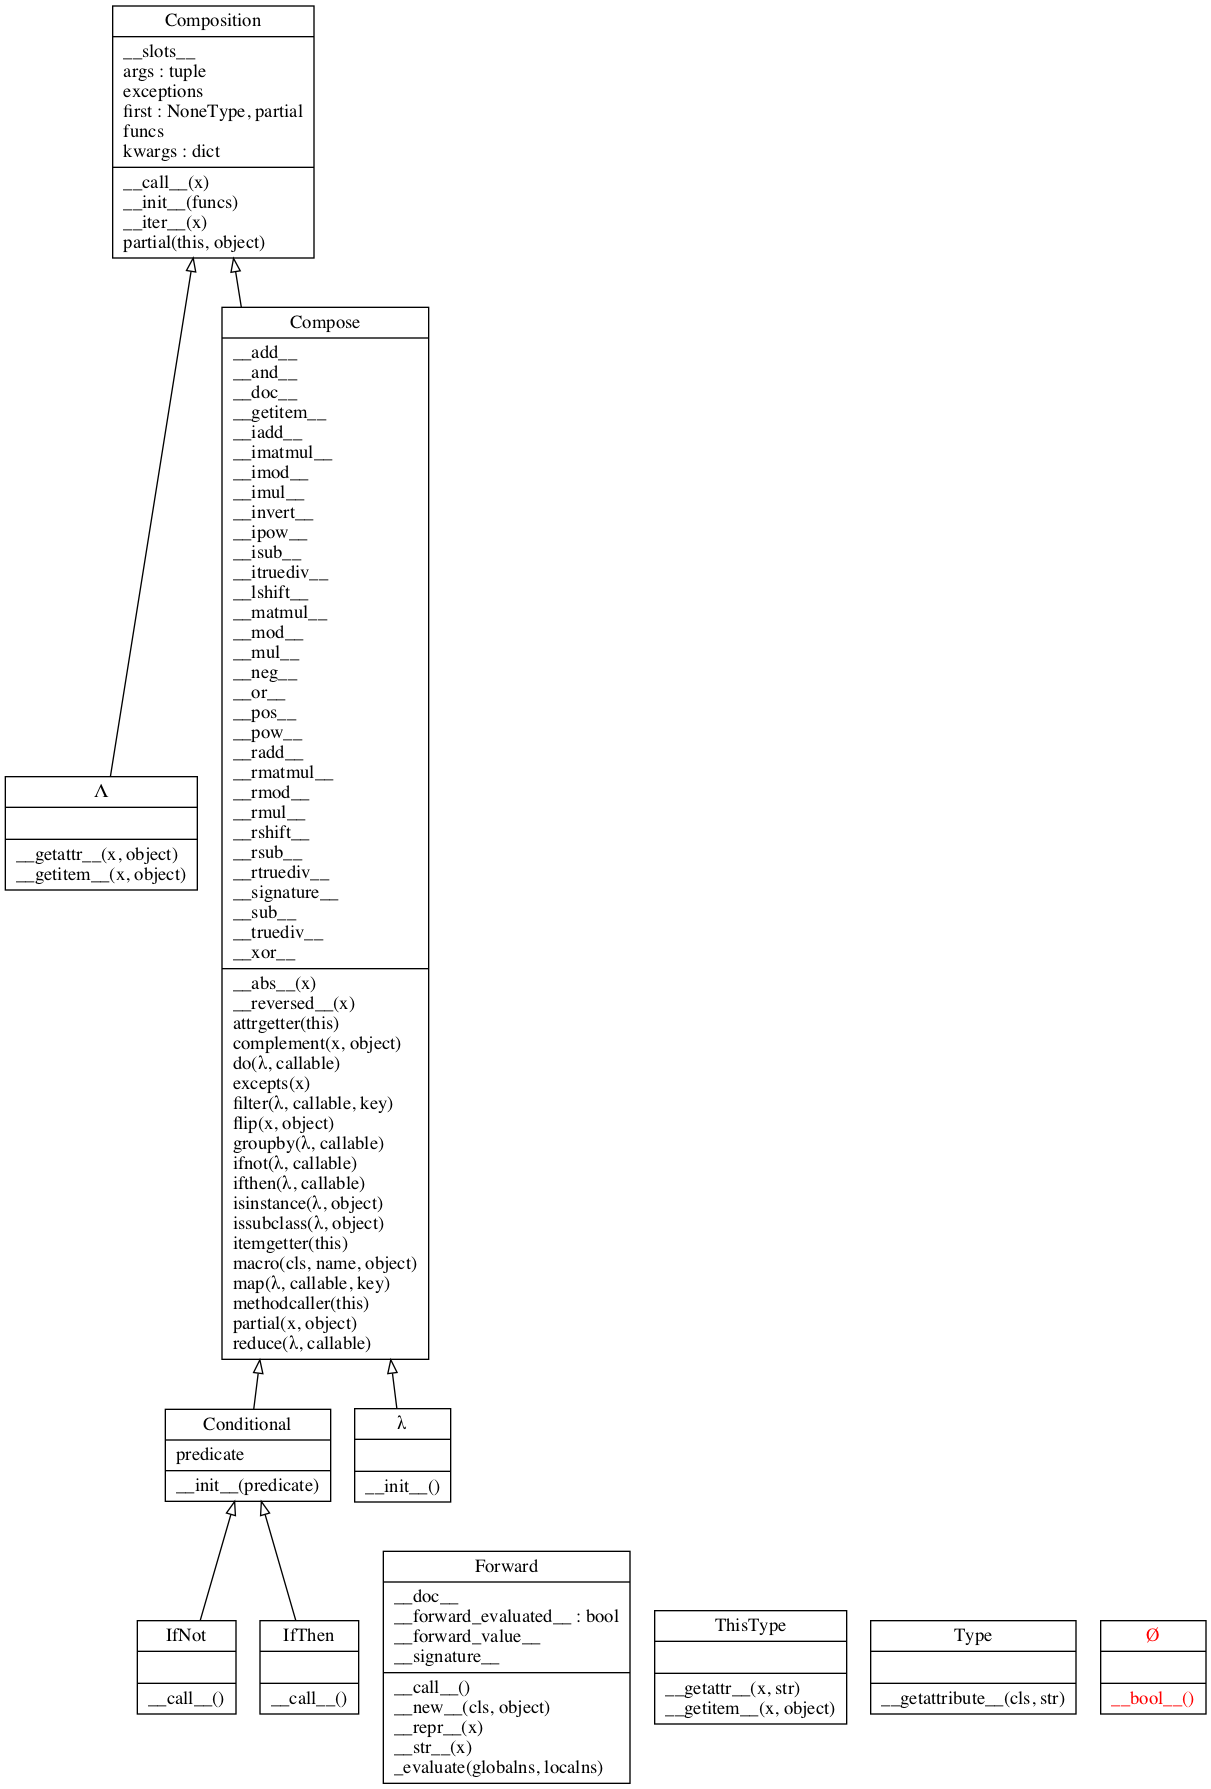 Composition
__slots__
args : tuple
exceptions
first : NoneType, partial
funcs
kwargs : dict
__call__(x)
__init__(funcs)
__iter__(x)
partial(this, object)
Compose
__add__
__and__
__doc__
__getitem__
__iadd__
__imatmul__
__imod__
__imul__
__invert__
__ipow__
__isub__
__itruediv__
__lshift__
__matmul__
__mod__
__mul__
__neg__
__or__
__pos__
__pow__
__radd__
__rmatmul__
__rmod__
__rmul__
__rshift__
__rsub__
__rtruediv__
__signature__
__sub__
__truediv__
__xor__
__abs__(x)
__reversed__(x)
attrgetter(this)
complement(x, object)
do(λ, callable)
excepts(x)
filter(λ, callable, key)
flip(x, object)
groupby(λ, callable)
ifnot(λ, callable)
ifthen(λ, callable)
isinstance(λ, object)
issubclass(λ, object)
itemgetter(this)
macro(cls, name, object)
map(λ, callable, key)
methodcaller(this)
partial(x, object)
reduce(λ, callable)
Λ
__getattr__(x, object)
__getitem__(x, object)
Conditional
predicate
__init__(predicate)
λ
__init__()
IfNot
__call__()
IfThen
__call__()
Forward
__doc__
__forward_evaluated__ : bool
__forward_value__
__signature__
__call__()
__new__(cls, object)
__repr__(x)
__str__(x)
_evaluate(globalns, localns)
ThisType
__getattr__(x, str)
__getitem__(x, object)
Type
__getattribute__(cls, str)
Ø
__bool__()